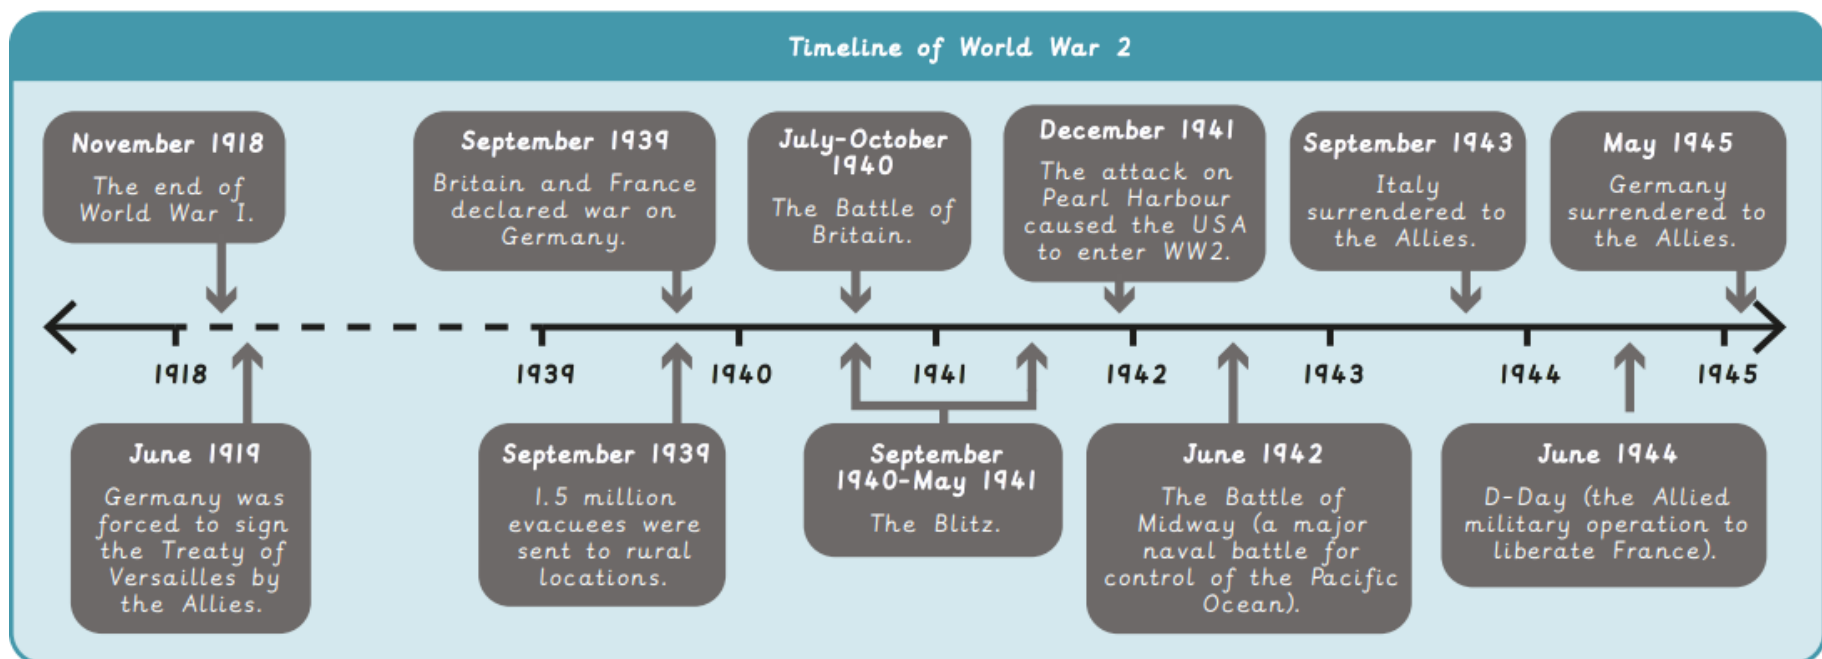 Timeline of World War 2
November 1918
The end of
World War I.
September 1939
Britain and France
declared war on
Germany.
July-October
1940
The Battle of
Britain.
December 1941
The attack on
Pearl Harbour
caused the USA
to enter WW2.
September 1943
Italy
surrendered to
the Allies.
May 1945
Germany
surrendered to
the Allies.
1918
1939
1940
1941
1942
1943
1944
1945
June 1919
Germany was
forced to sign
the Treaty of
Versailles by
the Allies.
September 1939
1.5 million
evacuees were
sent to rural
locations.
September
1940-May 1941
The Blitz.
June 1942
The Battle of
Midway (a major
naval battle for
control of the Pacific
Ocean).
June 1944
D-Day (the Allied
military operation to
liberate France).